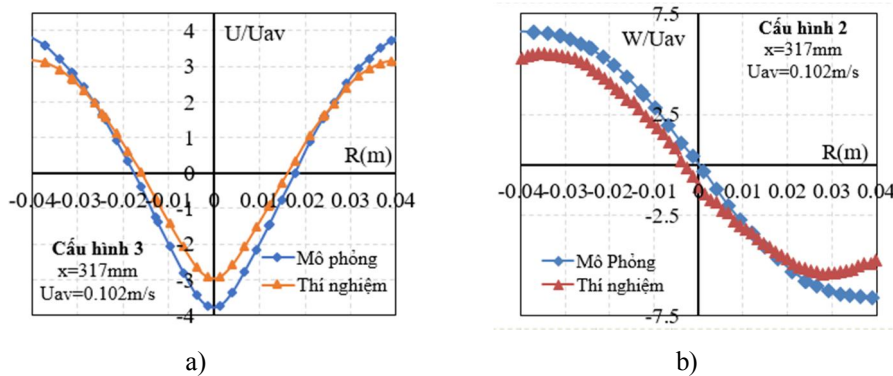 4
U/Uav
3
2
1
R(m)
0
-0.04 -0.03 -0.02 -0.01 0 0.01 0.02 0.03 0.04
-1
Cấu hình 3
x=317mm
Uav=0.102m/s
-2
-3
-4
Mô phỏng
Thí nghiệm
a)
7.5
W/Uav
Cấu hình 2
x=317mm
Uav=0.102m/s
2.5
R(m)
-0.04 -0.03 -0.02 -0.01 0.00 0.01 0.02 0.03 0.04
-2.5
Mô Phỏng
Thí nghiệm
-7.5
b)